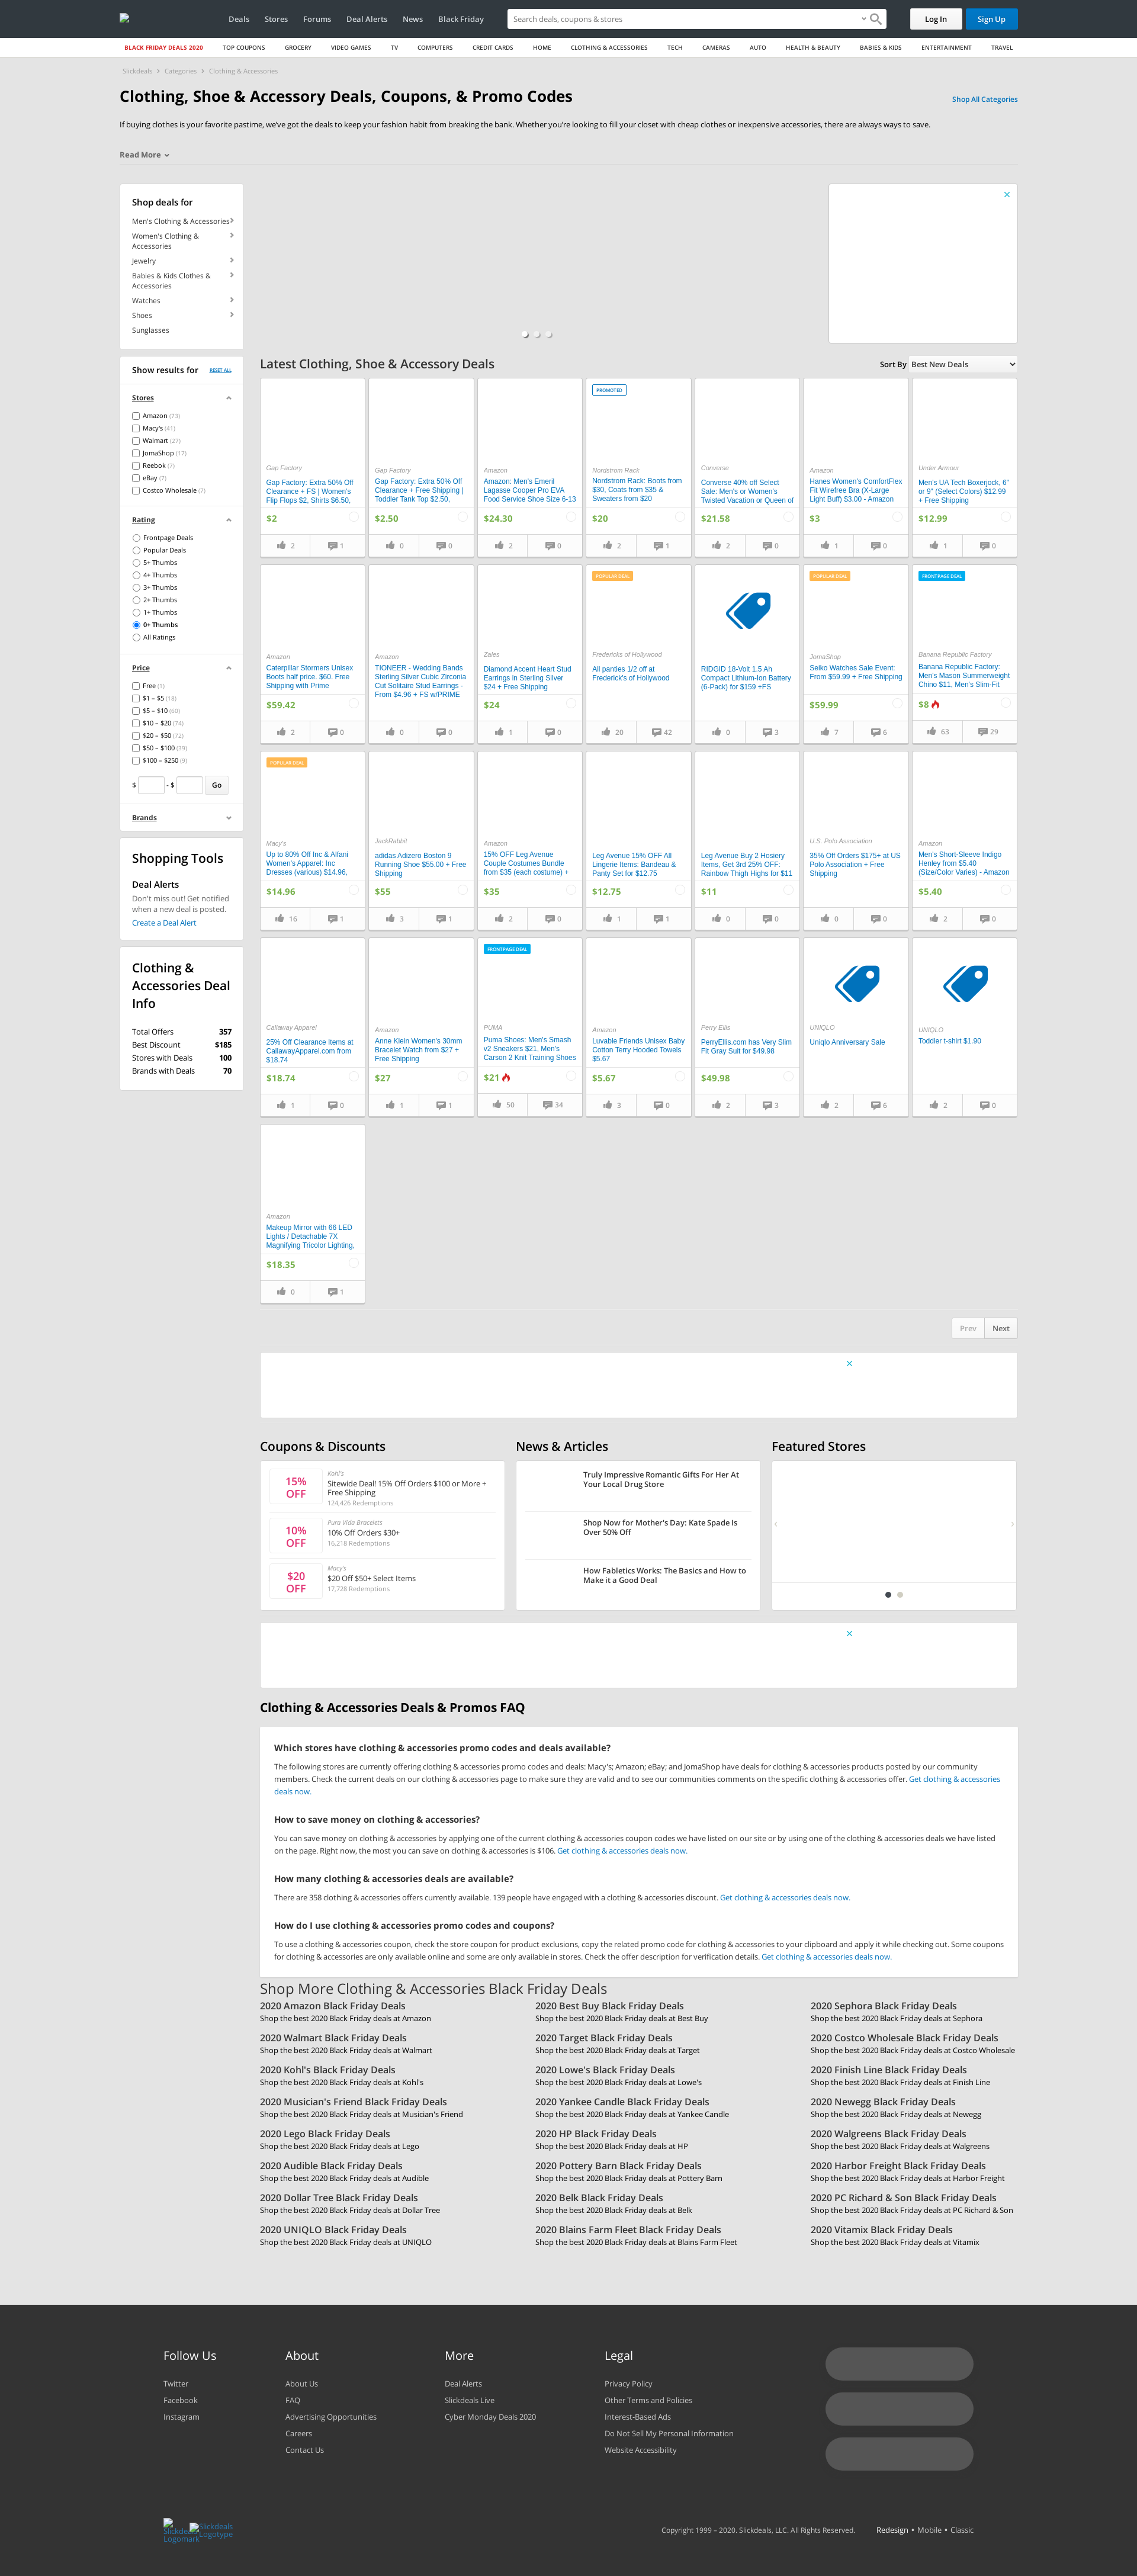 Deals Stores Forums Deal Alerts News Black Friday
Search deals, coupons & stores
Log In
Sign Up
BLACK FRIDAY DEALS 2020 TOP COUPONS GROCERY VIDEO GAMES TV COMPUTERS CREDIT CARDS HOME CLOTHING & ACCESSORIES TECH CAMERAS AUTO HEALTH & BEAUTY BABIES & KIDS ENTERTAINMENT TRAVEL
Slickdeals > Categories > Clothing & Accessories
Clothing, Shoe & Accessory Deals, Coupons, & Promo Codes
Shop All Categories
If buying clothes is your favorite pastime, we've got the deals to keep your fashion habit from breaking the bank. Whether you're looking to fill your closet with cheap clothes or inexpensive accessories, there are always ways to save.
Read More
Shop deals for
Men's Clothing & Accessories
Women's Clothing &
Accessories
Jewelry
Babies & Kids Clothes &
Accessories
Watches
Shoes
Sunglasses
Show results for
RESET ALL
Stores
Amazon (73)
Macy's (41)
Walmart (27)
JomaShop (17)
Reebok (7)
eBay (7)
Costco Wholesale (7)
Rating
Frontpage Deals
Popular Deals
5+ Thumbs
4+ Thumbs
3+ Thumbs
2+ Thumbs
1+ Thumbs
0+ Thumbs
All Ratings
Price
Free (1)
$1 – $5 (18)
$5 – $10 (60)
$10 – $20 (74)
$20 – $50 (72)
$50 – $100 (39)
$100 – $250 (9)
$ - $ Go
Brands
Shopping Tools
Deal Alerts
Don't miss out! Get notified
when a new deal is posted.
Create a Deal Alert
Clothing &
Accessories Deal
Info
Total Offers 357
Best Discount $185
Stores with Deals 100
Brands with Deals 70
Latest Clothing, Shoe & Accessory Deals
Sort By Best New Deals
Gap Factory
Gap Factory: Extra 50% Off
Clearance + FS | Women's
Flip Flops $2, Shirts $6.50,
$2
2 1
Gap Factory
Gap Factory: Extra 50% Off
Clearance + Free Shipping |
Toddler Tank Top $2.50,
$2.50
0 0
Amazon
Amazon: Men's Emeril
Lagasse Cooper Pro EVA
Food Service Shoe Size 6-13
$24.30
2 0
PROMOTED
Nordstrom Rack
Nordstrom Rack: Boots from
$30, Coats from $35 &
Sweaters from $20
$20
2 1
Converse
Converse 40% off Select
Sale: Men's or Women's
Twisted Vacation or Queen of
$21.58
2 0
Amazon
Hanes Women's ComfortFlex
Fit Wirefree Bra (X-Large
Light Buff) $3.00 - Amazon
$3
1 0
Under Armour
Men's UA Tech Boxerjock, 6"
or 9" (Select Colors) $12.99
+ Free Shipping
$12.99
1 0
Amazon
Caterpillar Stormers Unisex
Boots half price. $60. Free
Shipping with Prime
$59.42
2 0
Amazon
TIONEER - Wedding Bands
Sterling Silver Cubic Zirconia
Cut Solitaire Stud Earrings -
From $4.96 + FS w/PRIME
0 0
Zales
Diamond Accent Heart Stud
Earrings in Sterling Silver
$24 + Free Shipping
$24
1 0
POPULAR DEAL
Fredericks of Hollywood
All panties 1/2 off at
Frederick's of Hollywood
20 42
RIDGID 18-Volt 1.5 Ah
Compact Lithium-Ion Battery
(6-Pack) for $159 +FS
0 3
POPULAR DEAL
JomaShop
Seiko Watches Sale Event:
From $59.99 + Free Shipping
$59.99
7 6
FRONTPAGE DEAL
Banana Republic Factory
Banana Republic Factory:
Men's Mason Summerweight
Chino $11, Men's Slim-Fit
$8
63 29
POPULAR DEAL
Macy's
Up to 80% Off Inc & Alfani
Women's Apparel: Inc
Dresses (various) $14.96,
$14.96
16 1
JackRabbit
adidas Adizero Boston 9
Running Shoe $55.00 + Free
Shipping
$55
3 1
Amazon
15% OFF Leg Avenue
Couple Costumes Bundle
from $35 (each costume) +
$35
2 0
Leg Avenue 15% OFF All
Lingerie Items: Bandeau &
Panty Set for $12.75
$12.75
1 1
Leg Avenue Buy 2 Hosiery
Items, Get 3rd 25% OFF:
Rainbow Thigh Highs for $11
$11
0 0
U.S. Polo Association
35% Off Orders $175+ at US
Polo Association + Free
Shipping
0 0
Amazon
Men's Short-Sleeve Indigo
Henley from $5.40
(Size/Color Varies) - Amazon
$5.40
2 0
Callaway Apparel
25% Off Clearance Items at
CallawayApparel.com from
$18.74
$18.74
1 0
Amazon
Anne Klein Women's 30mm
Bracelet Watch from $27 +
Free Shipping
$27
1 1
FRONTPAGE DEAL
PUMA
Puma Shoes: Men's Smash
v2 Sneakers $21, Men's
Carson 2 Knit Training Shoes
$21
50 34
Amazon
Luvable Friends Unisex Baby
Cotton Terry Hooded Towels
$5.67
$5.67
3 0
Perry Ellis
PerryEllis.com has Very Slim
Fit Gray Suit for $49.98
$49.98
2 3
UNIQLO
Uniqlo Anniversary Sale
2 6
UNIQLO
Toddler t-shirt $1.90
2 0
Amazon
Makeup Mirror with 66 LED
Lights / Detachable 7X
Magnifying Tricolor Lighting,
$18.35
0 1
Prev Next
Coupons & Discounts
15%
OFF
Kohl's
Sitewide Deal! 15% Off Orders $100 or More +
Free Shipping
124,426 Redemptions
10%
OFF
Pura Vida Bracelets
10% Off Orders $30+
16,218 Redemptions
$20
OFF
Macy's
$20 Off $50+ Select Items
17,728 Redemptions
News & Articles
Truly Impressive Romantic Gifts For Her At
Your Local Drug Store
Shop Now for Mother's Day: Kate Spade Is
Over 50% Off
How Fabletics Works: The Basics and How to
Make it a Good Deal
Featured Stores
Clothing & Accessories Deals & Promos FAQ
Which stores have clothing & accessories promo codes and deals available?
The following stores are currently offering clothing & accessories promo codes and deals: Macy's; Amazon; eBay; and JomaShop have deals for clothing & accessories products posted by our community
members. Check the current deals on our clothing & accessories page to make sure they are valid and to see our communities comments on the specific clothing & accessories offer. Get clothing & accessories
deals now.
How to save money on clothing & accessories?
You can save money on clothing & accessories by applying one of the current clothing & accessories coupon codes we have listed on our site or by using one of the clothing & accessories deals we have listed
on the page. Right now, the most you can save on clothing & accessories is $106. Get clothing & accessories deals now.
How many clothing & accessories deals are available?
There are 358 clothing & accessories offers currently available. 139 people have engaged with a clothing & accessories discount. Get clothing & accessories deals now.
How do I use clothing & accessories promo codes and coupons?
To use a clothing & accessories coupon, check the store coupon for product exclusions, copy the related promo code for clothing & accessories to your clipboard and apply it while checking out. Some coupons
for clothing & accessories are only available online and some are only available in stores. Check the offer description for verification details. Get clothing & accessories deals now.
Shop More Clothing & Accessories Black Friday Deals
2020 Amazon Black Friday Deals
Shop the best 2020 Black Friday deals at Amazon
2020 Best Buy Black Friday Deals
Shop the best 2020 Black Friday deals at Best Buy
2020 Sephora Black Friday Deals
Shop the best 2020 Black Friday deals at Sephora
2020 Walmart Black Friday Deals
Shop the best 2020 Black Friday deals at Walmart
2020 Target Black Friday Deals
Shop the best 2020 Black Friday deals at Target
2020 Costco Wholesale Black Friday Deals
Shop the best 2020 Black Friday deals at Costco Wholesale
2020 Kohl's Black Friday Deals
Shop the best 2020 Black Friday deals at Kohl's
2020 Lowe's Black Friday Deals
Shop the best 2020 Black Friday deals at Lowe's
2020 Finish Line Black Friday Deals
Shop the best 2020 Black Friday deals at Finish Line
2020 Musician's Friend Black Friday Deals
Shop the best 2020 Black Friday deals at Musician's Friend
2020 Yankee Candle Black Friday Deals
Shop the best 2020 Black Friday deals at Yankee Candle
2020 Newegg Black Friday Deals
Shop the best 2020 Black Friday deals at Newegg
2020 Lego Black Friday Deals
Shop the best 2020 Black Friday deals at Lego
2020 HP Black Friday Deals
Shop the best 2020 Black Friday deals at HP
2020 Walgreens Black Friday Deals
Shop the best 2020 Black Friday deals at Walgreens
2020 Audible Black Friday Deals
Shop the best 2020 Black Friday deals at Audible
2020 Pottery Barn Black Friday Deals
Shop the best 2020 Black Friday deals at Pottery Barn
2020 Harbor Freight Black Friday Deals
Shop the best 2020 Black Friday deals at Harbor Freight
2020 Dollar Tree Black Friday Deals
Shop the best 2020 Black Friday deals at Dollar Tree
2020 Belk Black Friday Deals
Shop the best 2020 Black Friday deals at Belk
2020 PC Richard & Son Black Friday Deals
Shop the best 2020 Black Friday deals at PC Richard & Son
2020 UNIQLO Black Friday Deals
Shop the best 2020 Black Friday deals at UNIQLO
2020 Blains Farm Fleet Black Friday Deals
Shop the best 2020 Black Friday deals at Blains Farm Fleet
2020 Vitamix Black Friday Deals
Shop the best 2020 Black Friday deals at Vitamix
Follow Us
Twitter
Facebook
Instagram
About
About Us
FAQ
Advertising Opportunities
Careers
Contact Us
More
Deal Alerts
Slickdeals Live
Cyber Monday Deals 2020
Legal
Privacy Policy
Other Terms and Policies
Interest-Based Ads
Do Not Sell My Personal Information
Website Accessibility
Slickdeals
Logomark
Slickdeals
Logotype
Copyright 1999 – 2020. Slickdeals, LLC. All Rights Reserved.
Redesign • Mobile • Classic